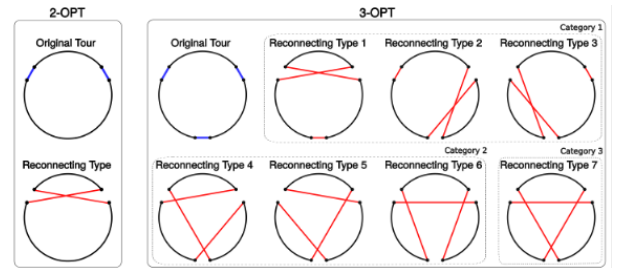 2-OPT
3-OPT
Category 1
Original Tour
Original Tour
Reconnecting Type 1
Reconnecting Type 2
Reconnecting Type 3
Category 2
Category 3
Reconnecting Type
Reconnecting Type 4
Reconnecting Type 5
Reconnecting Type 6
Reconnecting Type 7